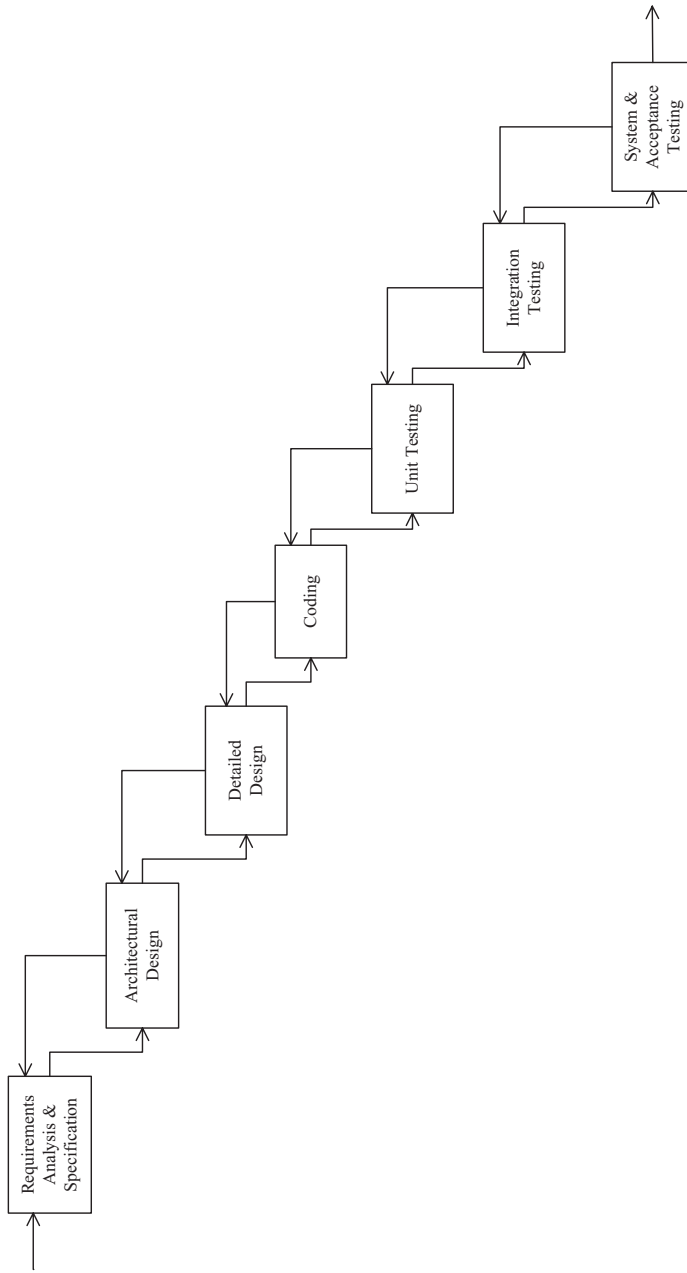 Requirements
Analysis &
Specification
Architectural
Design
Detailed
Design
Coding
Unit Testing
Integration
Testing
System &
Acceptance
Testing